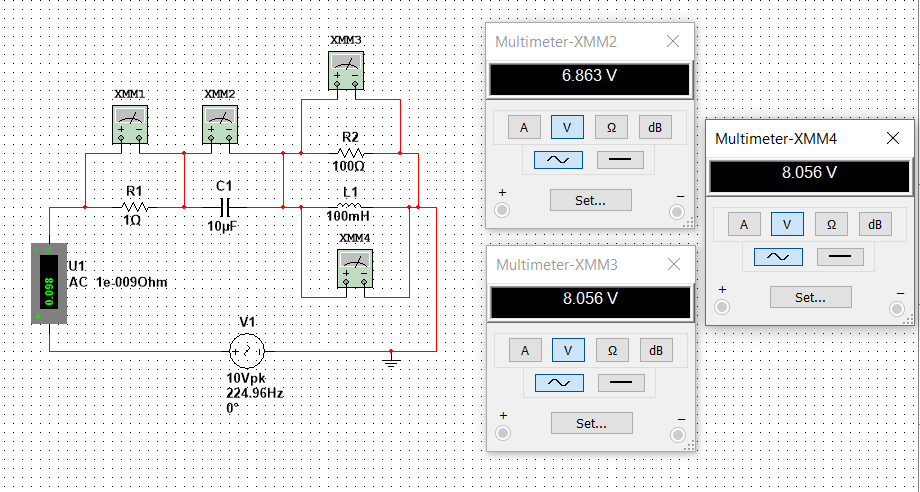 XMM1
XMM2
XMM3
R1
1Ω
C1
10µF
R2
100Ω
L1
100mH
XMM4
U1
AC 1e-009Ohm
0.098
V1
10Vpk
224.96Hz
0°
Multimeter-XMM2
6.863 V
A V Ω dB
+ −
Set...
Multimeter-XMM3
8.056 V
A V Ω dB
+ −
Set...
Multimeter-XMM4
8.056 V
A V Ω dB
+ −
Set...